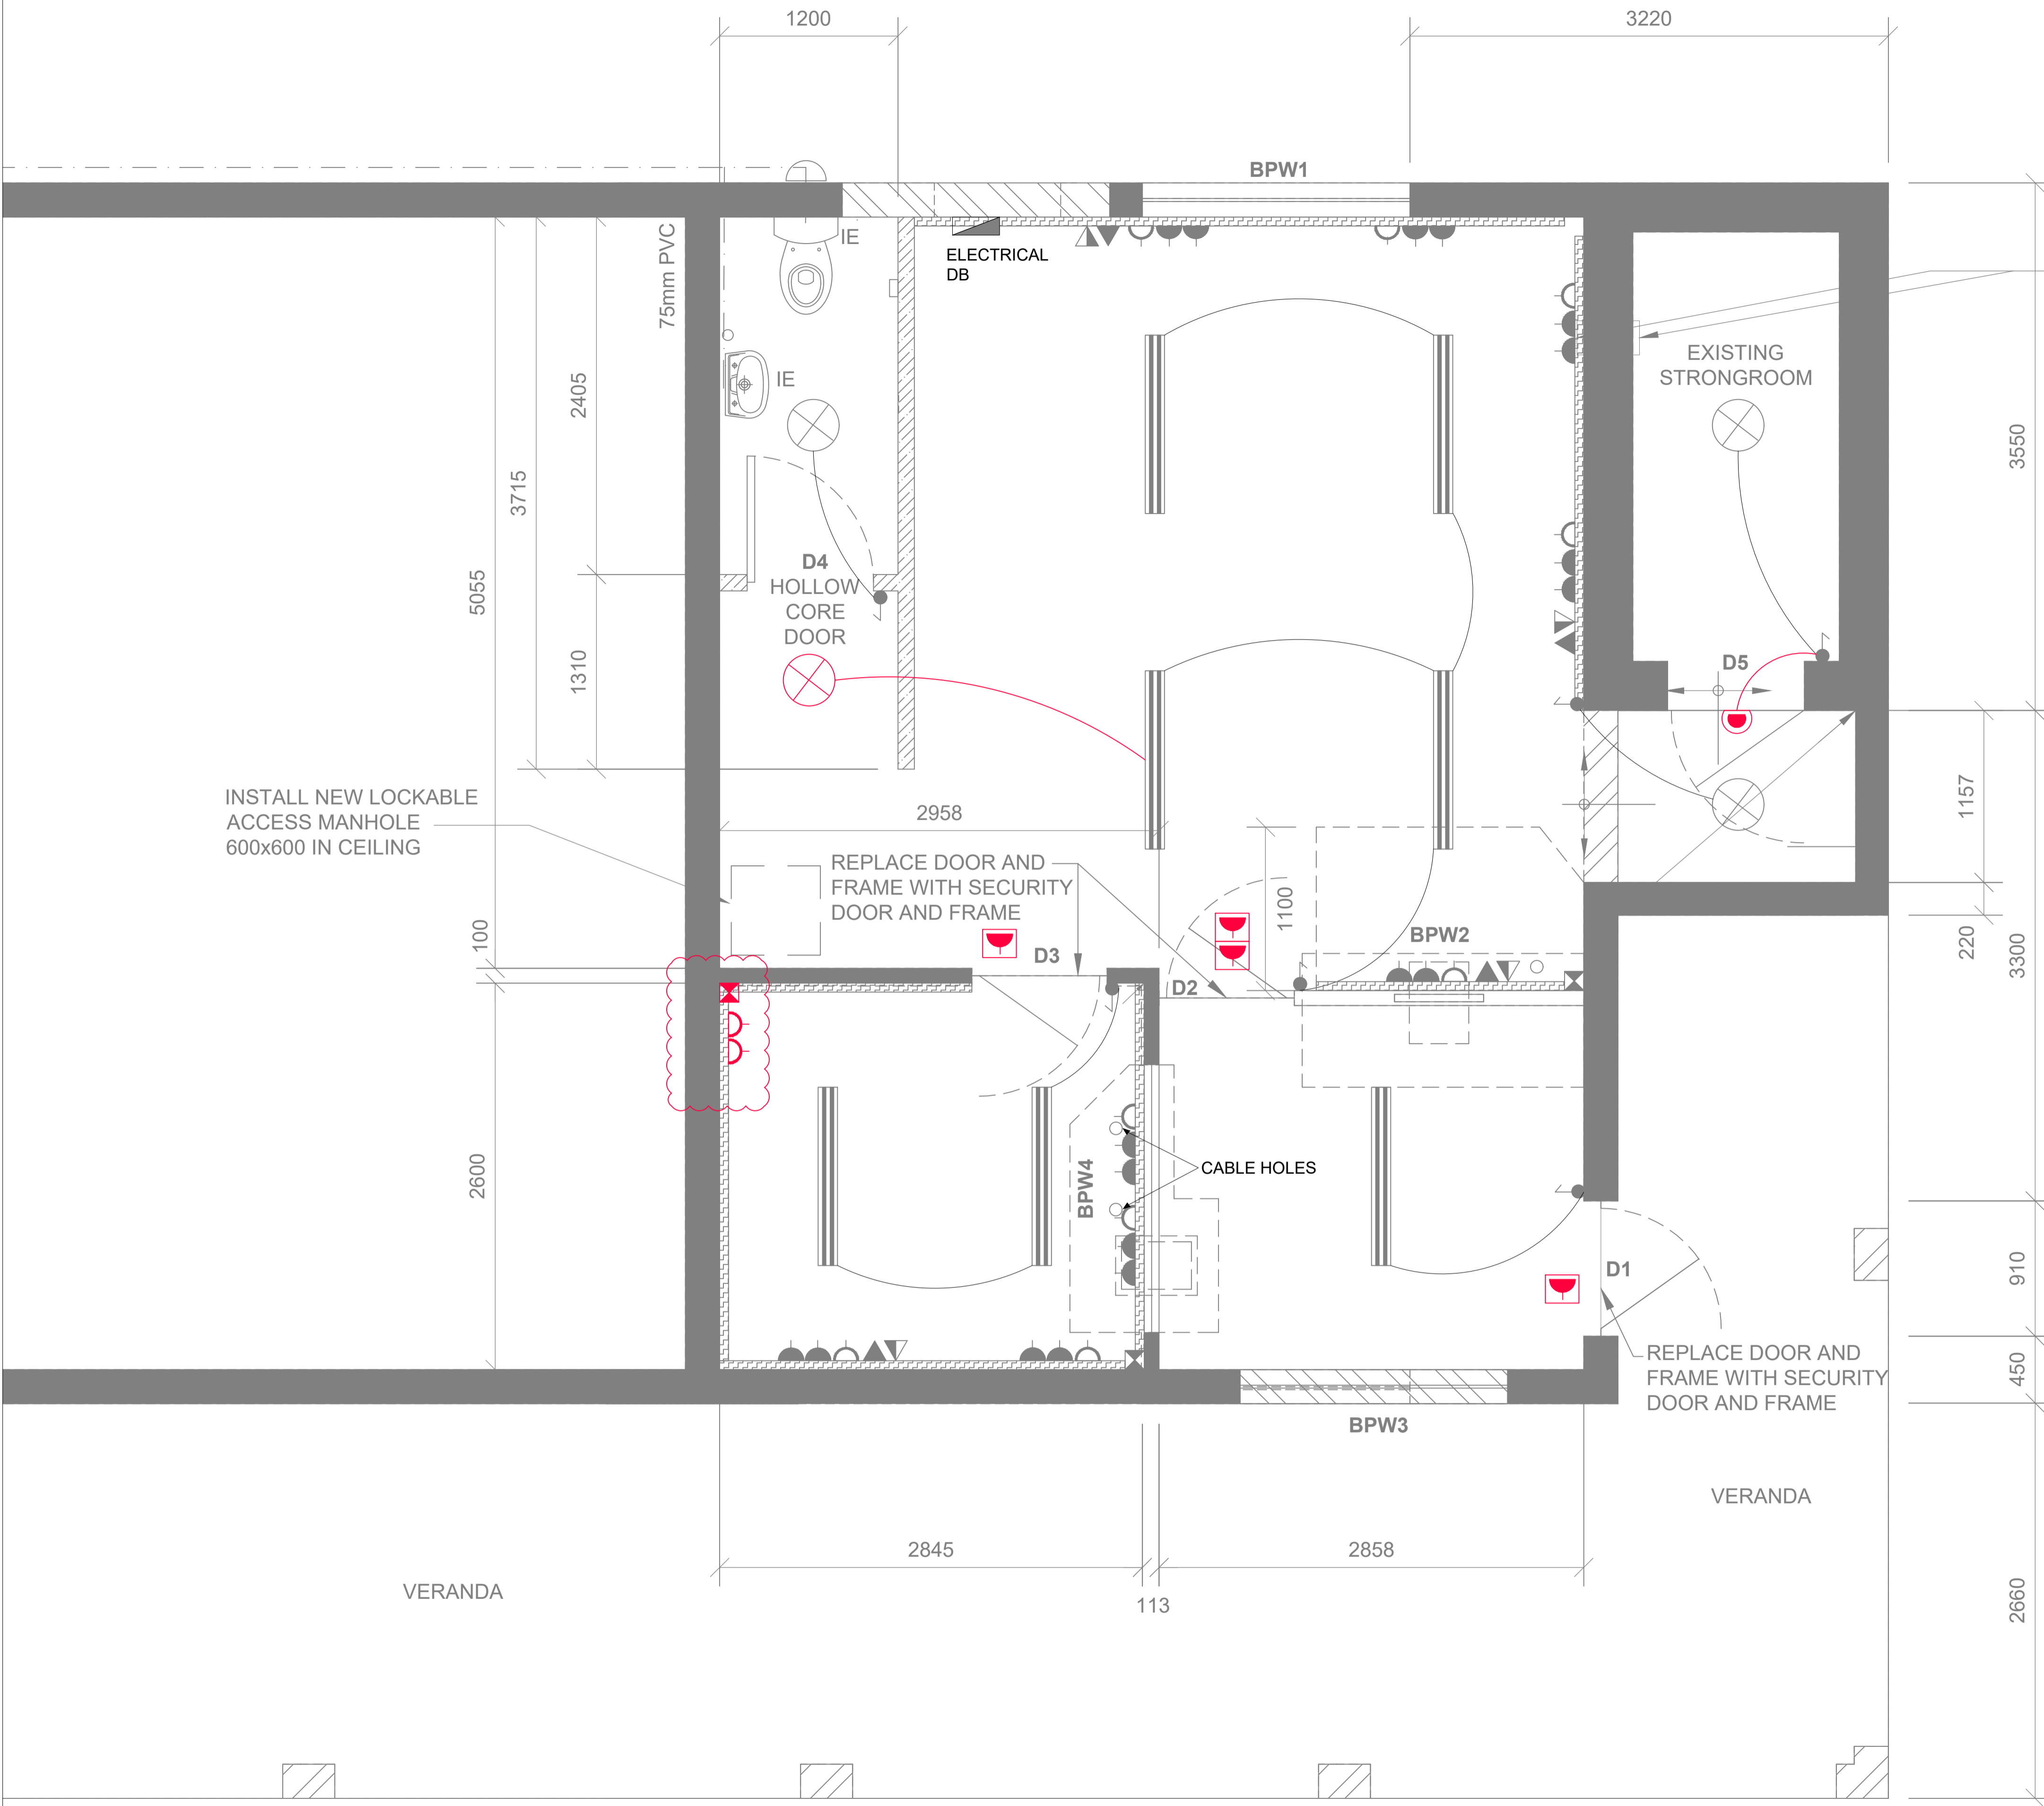 1200
3220
BPW1
75mm PVC
IE
ELECTRICAL
DB
IE
EXISTING
STRONGROOM
2405
3715
5055
3550
D4
HOLLOW
CORE
DOOR
1310
D5
INSTALL NEW LOCKABLE
ACCESS MANHOLE
600x600 IN CEILING
2958
1157
REPLACE DOOR AND
FRAME WITH SECURITY
DOOR AND FRAME
1100
100
D3
BPW2
220
3300
D2
2600
BPW4
CABLE HOLES
D1
910
REPLACE DOOR AND
FRAME WITH SECURITY
DOOR AND FRAME
450
BPW3
VERANDA
2845
2858
113
VERANDA
2660